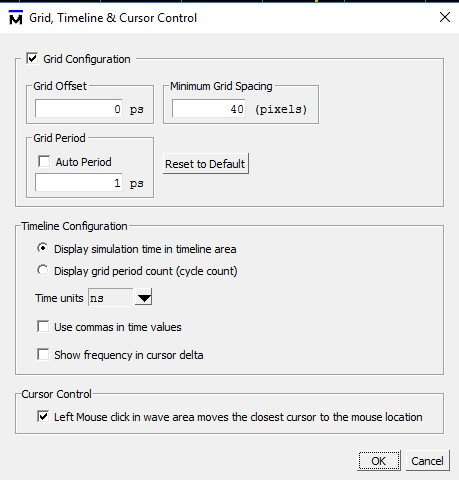 Grid, Timeline & Cursor Control
Grid Configuration
Grid Offset
0 ps
Minimum Grid Spacing
40 (pixels)
Grid Period
Auto Period
1 ps
Reset to Default
Timeline Configuration
Display simulation time in timeline area
Display grid period count (cycle count)
Time units ns
Use commas in time values
Show frequency in cursor delta
Cursor Control
Left Mouse click in wave area moves the closest cursor to the mouse location
OK Cancel